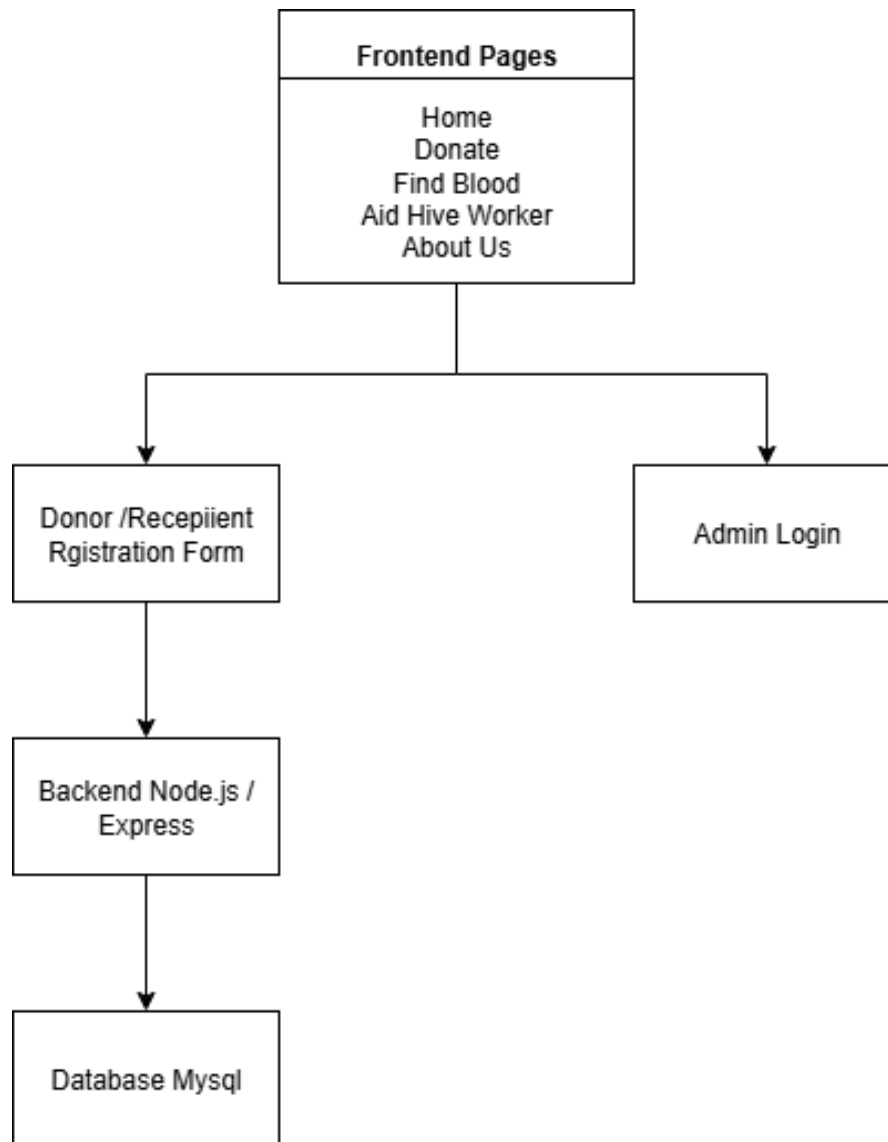 Frontend Pages
Home
Donate
Find Blood
Aid Hive Worker
About Us
Donor /Recepiient
Rgistration Form
Admin Login
Backend Node.js /
Express
Database Mysql